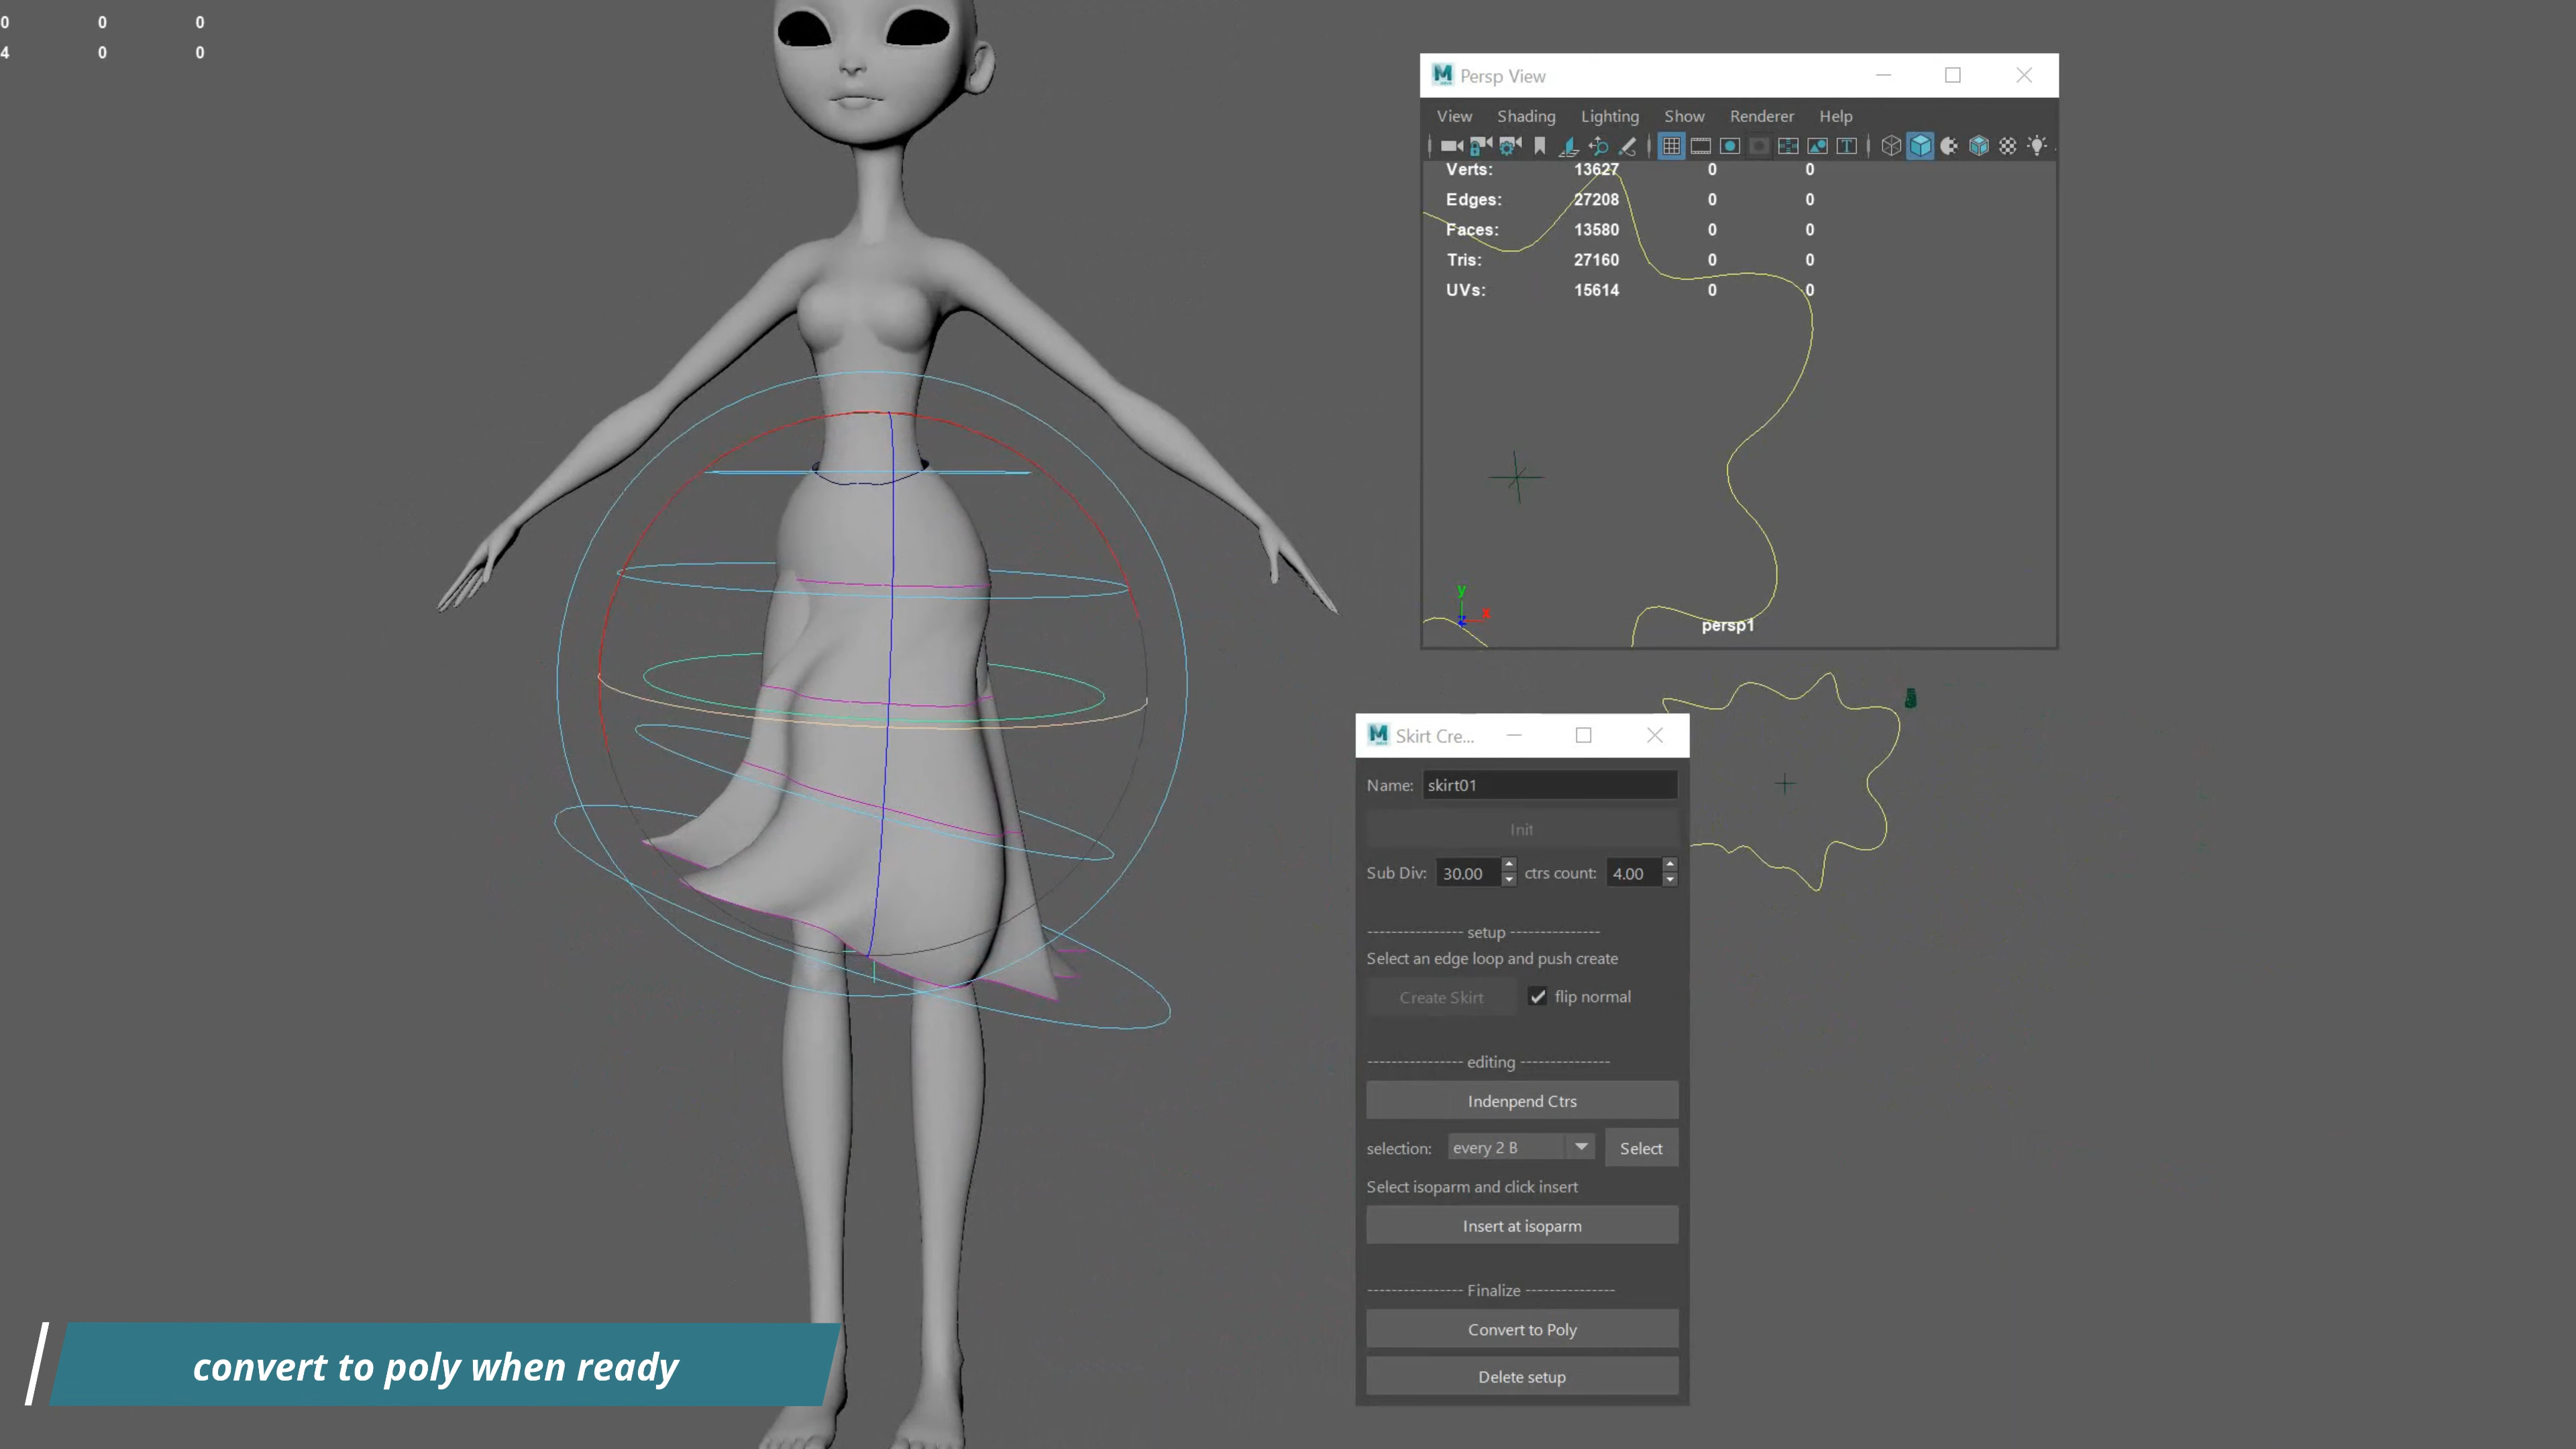 0 0 0
4 0 0
Persp View
View Shading Lighting Show Renderer Help
Verts: 13627 0 0
Edges: 27208 0 0
Faces: 13580 0 0
Tris: 27160 0 0
UVs: 15614 0 0
y
x
persp1
Skirt Cre...
Name: skirt01
Init
Sub Div: 30.00 ctrs count: 4.00
---------------- setup ---------------
Select an edge loop and push create
Create Skirt flip normal
---------------- editing ---------------
Indenpend Ctrs
selection: every 2 B Select
Select isoparm and click insert
Insert at isoparm
---------------- Finalize ---------------
Convert to Poly
Delete setup
convert to poly when ready